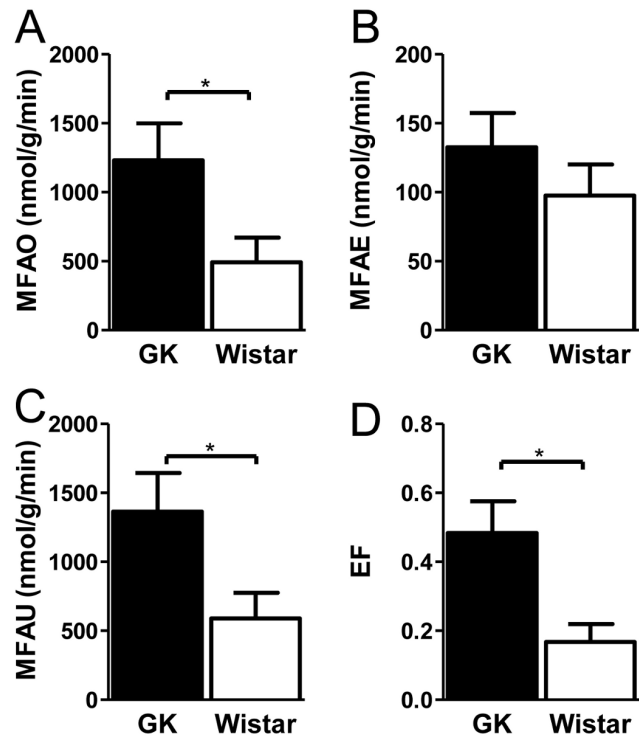 A
MFAO (nmol/g/min)
2000
1500
1000
500
0
*
GK Wistar
B
MFAE (nmol/g/min)
200
150
100
50
0
GK Wistar
C
MFAU (nmol/g/min)
2000
1500
1000
500
0
*
GK Wistar
D
EF
0.8
0.6
0.4
0.2
0.0
*
GK Wistar